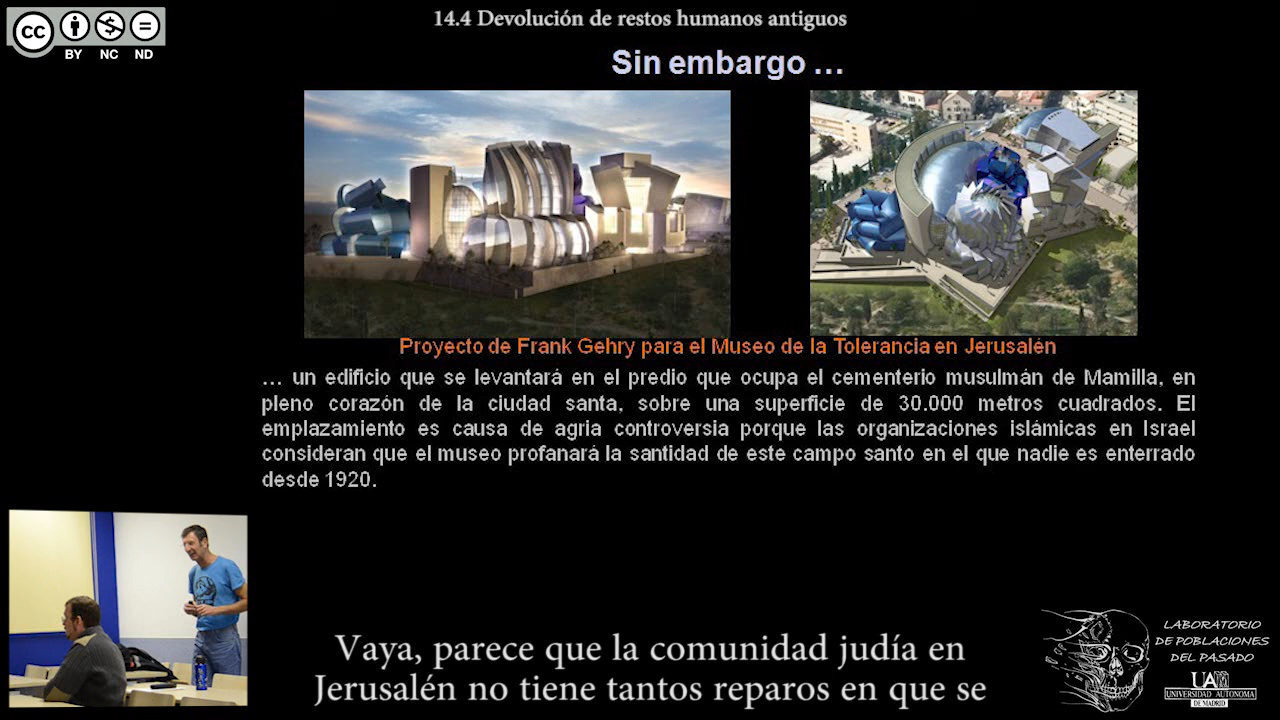 14.4 Devolución de restos humanos antiguos
cc
BY NC ND
Sin embargo ...
Proyecto de Frank Gehry para el Museo de la Tolerancia en Jerusalén
... un edificio que se levantará en el predio que ocupa el cementerio musulmán de Mamilla, en
pleno corazón de la ciudad santa, sobre una superficie de 30.000 metros cuadrados. El
emplazamiento es causa de agria controversia porque las organizaciones islámicas en Israel
consideran que el museo profanará la santidad de este campo santo en el que nadie es enterrado
desde 1920.
Vaya, parece que la comunidad judía en
Jerusalén no tiene tantos reparos en que se
LABORATORIO
DE POBLACIONES
DEL PASADO
UAM
UNIVERSIDAD AUTONOMA
DE MADRID